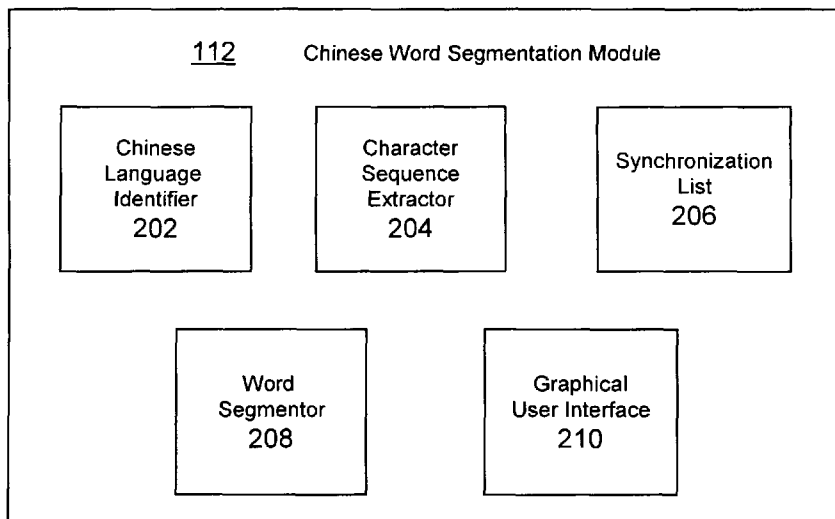 112 Chinese Word Segmentation Module
Chinese
Language
Identifier
202
Character
Sequence
Extractor
204
Synchronization
List
206
Word
Segmentor
208
Graphical
User Interface
210